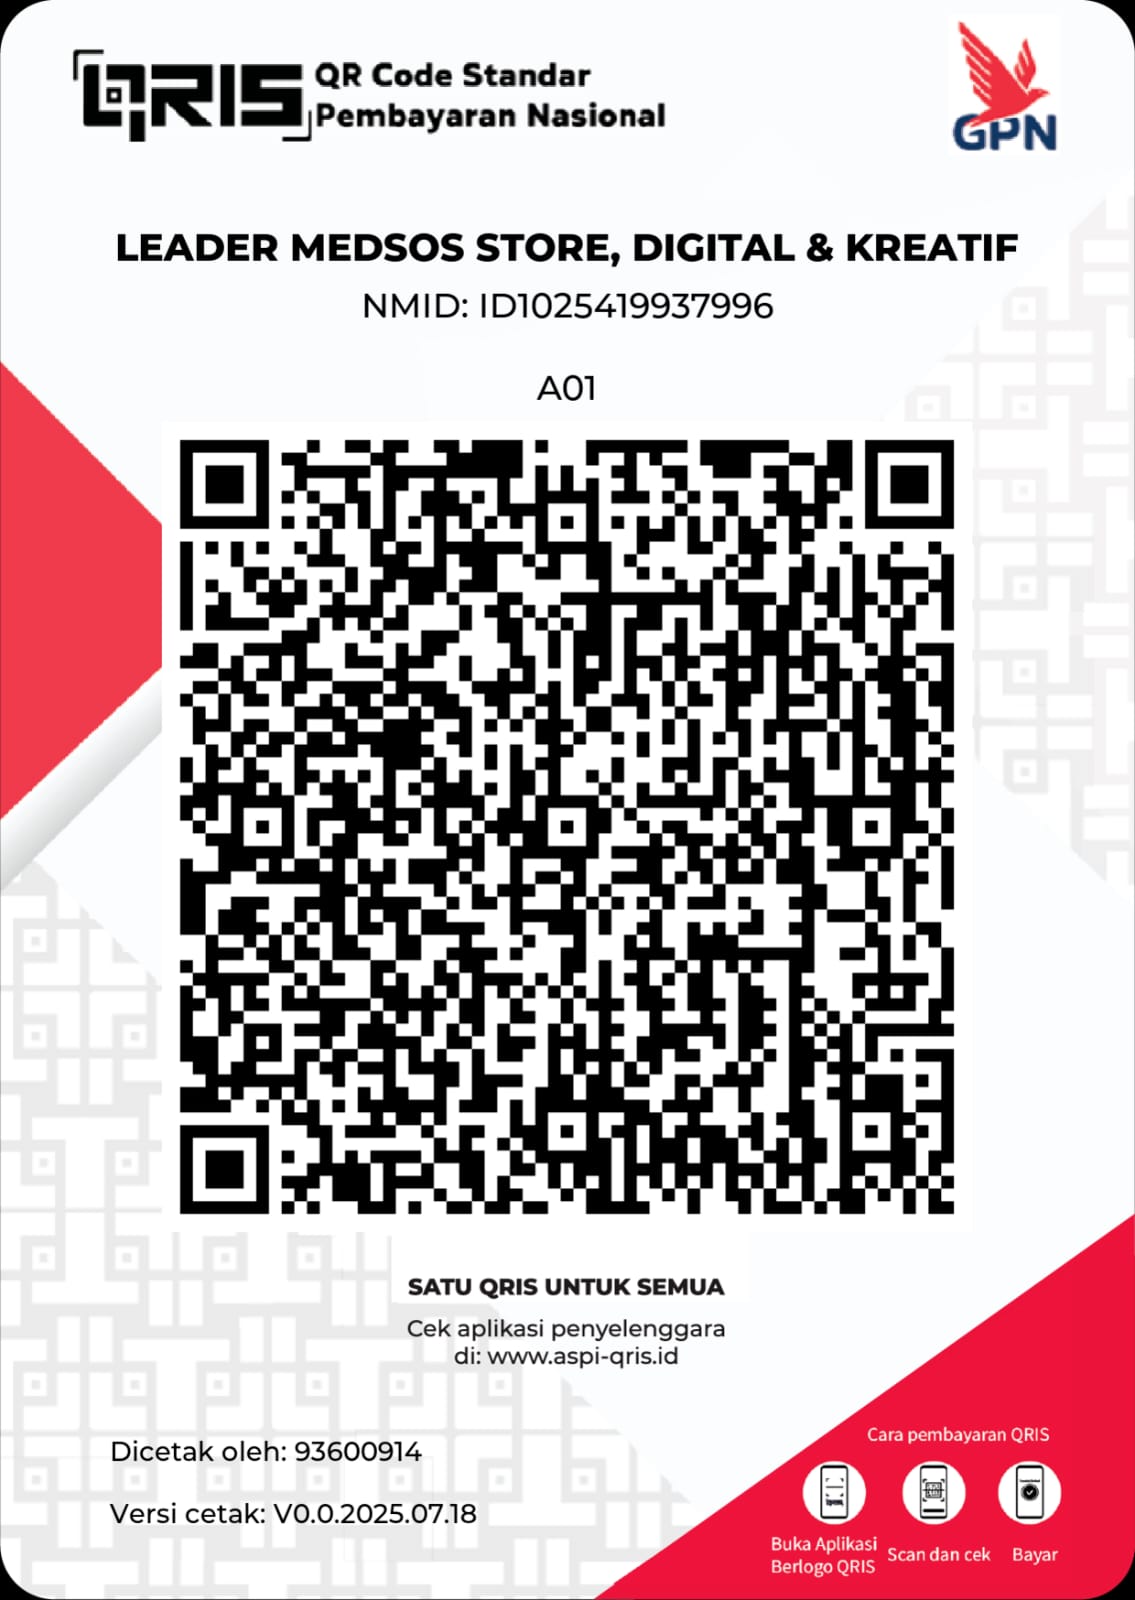 QRIS
QR Code Standar
Pembayaran Nasional
GPN
LEADER MEDSOS STORE, DIGITAL & KREATIF
NMID: ID1025419937996
A01
SATU QRIS UNTUK SEMUA
Cek aplikasi penyelenggara
di: www.aspi-qris.id
Dicetak oleh: 93600914
Versi cetak: V0.0.2025.07.18
Cara pembayaran QRIS
Buka Aplikasi
Berlogo QRIS
Scan dan cek
Bayar